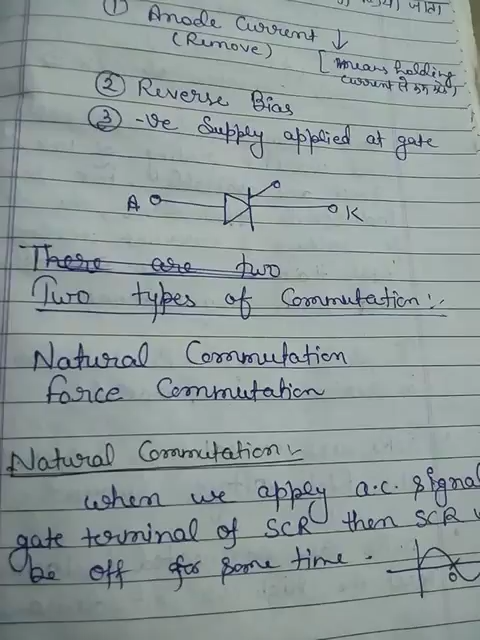 ① Anode Current ↓
(Remove)
[means holding
current से कम हो]
② Reverse Bias
③ -ve Supply applied at gate
A K
There are two
Two types of Commutation:-
Natural Commutation
force Commutation
Natural Commutation:-
when we apply a.c. signal
gate terminal of SCR then SCR
be off for some time.